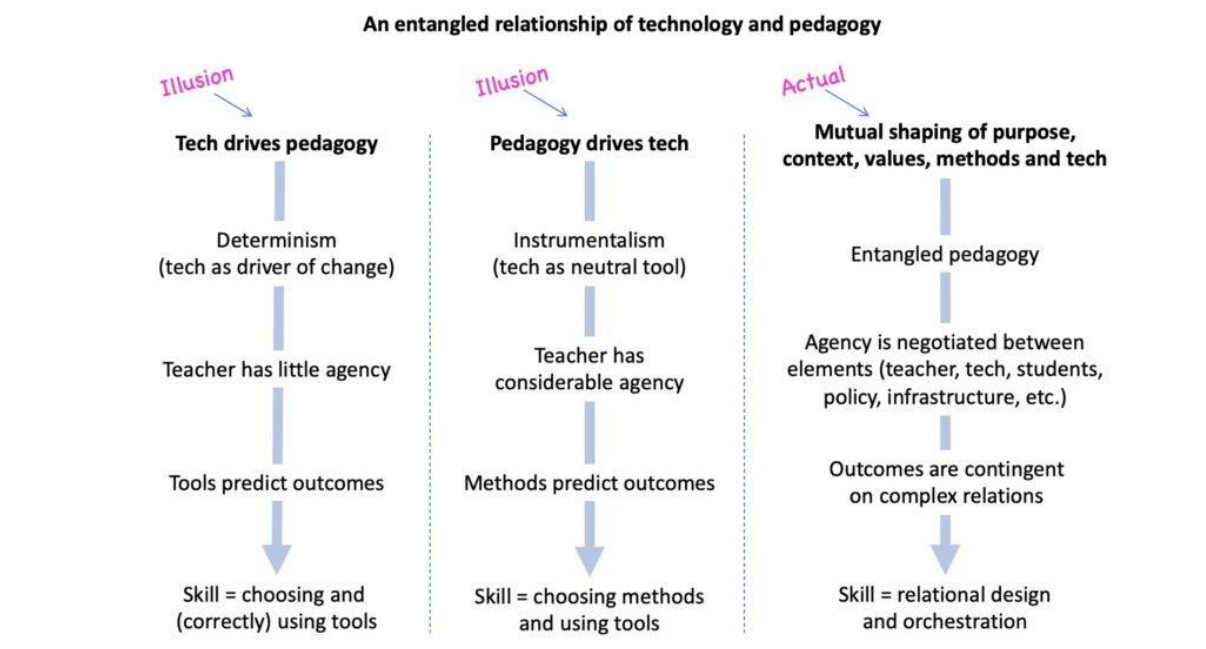 An entangled relationship of technology and pedagogy
Illusion
Tech drives pedagogy
Determinism
(tech as driver of change)
Teacher has little agency
Tools predict outcomes
Skill = choosing and
(correctly) using tools
Illusion
Pedagogy drives tech
Instrumentalism
(tech as neutral tool)
Teacher has
considerable agency
Methods predict outcomes
Skill = choosing methods
and using tools
Actual
Mutual shaping of purpose,
context, values, methods and tech
Entangled pedagogy
Agency is negotiated between
elements (teacher, tech, students,
policy, infrastructure, etc.)
Outcomes are contingent
on complex relations
Skill = relational design
and orchestration